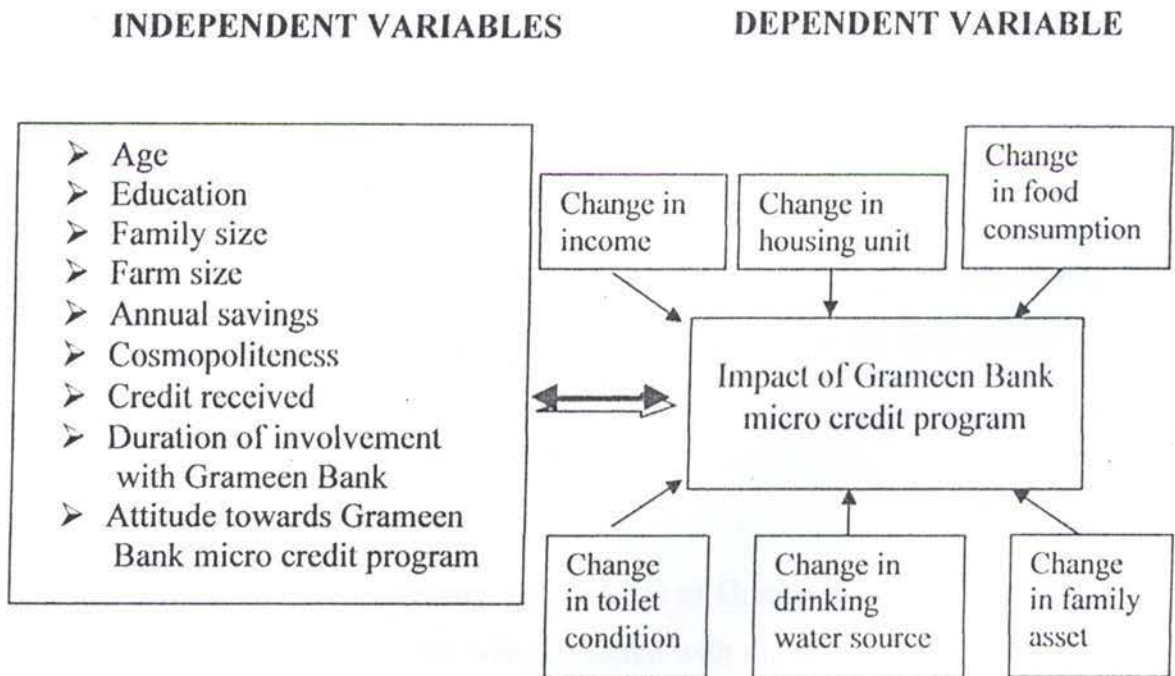 INDEPENDENT VARIABLES
DEPENDENT VARIABLE
➢ Age
➢ Education
➢ Family size
➢ Farm size
➢ Annual savings
➢ Cosmopoliteness
➢ Credit received
➢ Duration of involvement
with Grameen Bank
➢ Attitude towards Grameen
Bank micro credit program
Change in
income
Change in
housing unit
Change
in food
consumption
Impact of Grameen Bank
micro credit program
Change
in toilet
condition
Change in
drinking
water source
Change
in family
asset